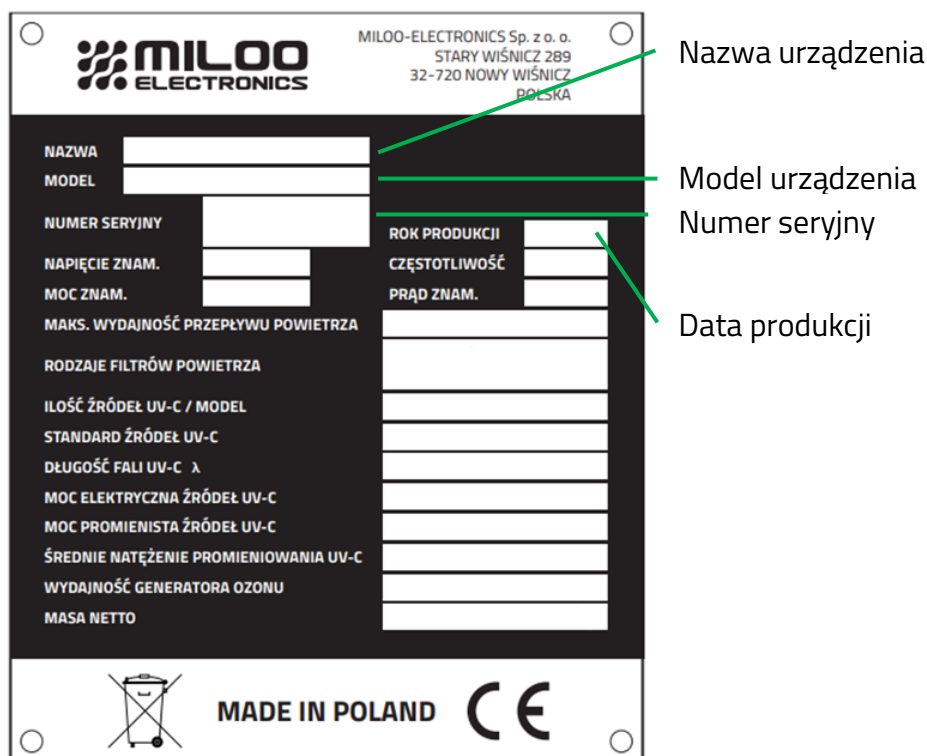 MILOO
ELECTRONICS
MILOO-ELECTRONICS Sp. z o. o.
STARY WIŚNICZ 289
32-720 NOWY WIŚNICZ
POLSKA
Nazwa urządzenia
NAZWA
MODEL
Model urządzenia
NUMER SERYJNY
Numer seryjny
ROK PRODUKCJI
NAPIĘCIE ZNAM.
CZĘSTOTLIWOŚĆ
MOC ZNAM.
PRĄD ZNAM.
Data produkcji
MAKS. WYDAJNOŚĆ PRZEPŁYWU POWIETRZA
RODZAJE FILTRÓW POWIETRZA
ILOŚĆ ŹRÓDEŁ UV-C / MODEL
STANDARD ŹRÓDEŁ UV-C
DŁUGOŚĆ FALI UV-C λ
MOC ELEKTRYCZNA ŹRÓDEŁ UV-C
MOC PROMIENISTA ŹRÓDEŁ UV-C
ŚREDNIE NATĘŻENIE PROMIENIOWANIA UV-C
WYDAJNOŚĆ GENERATORA OZONU
MASA NETTO
MADE IN POLAND CE